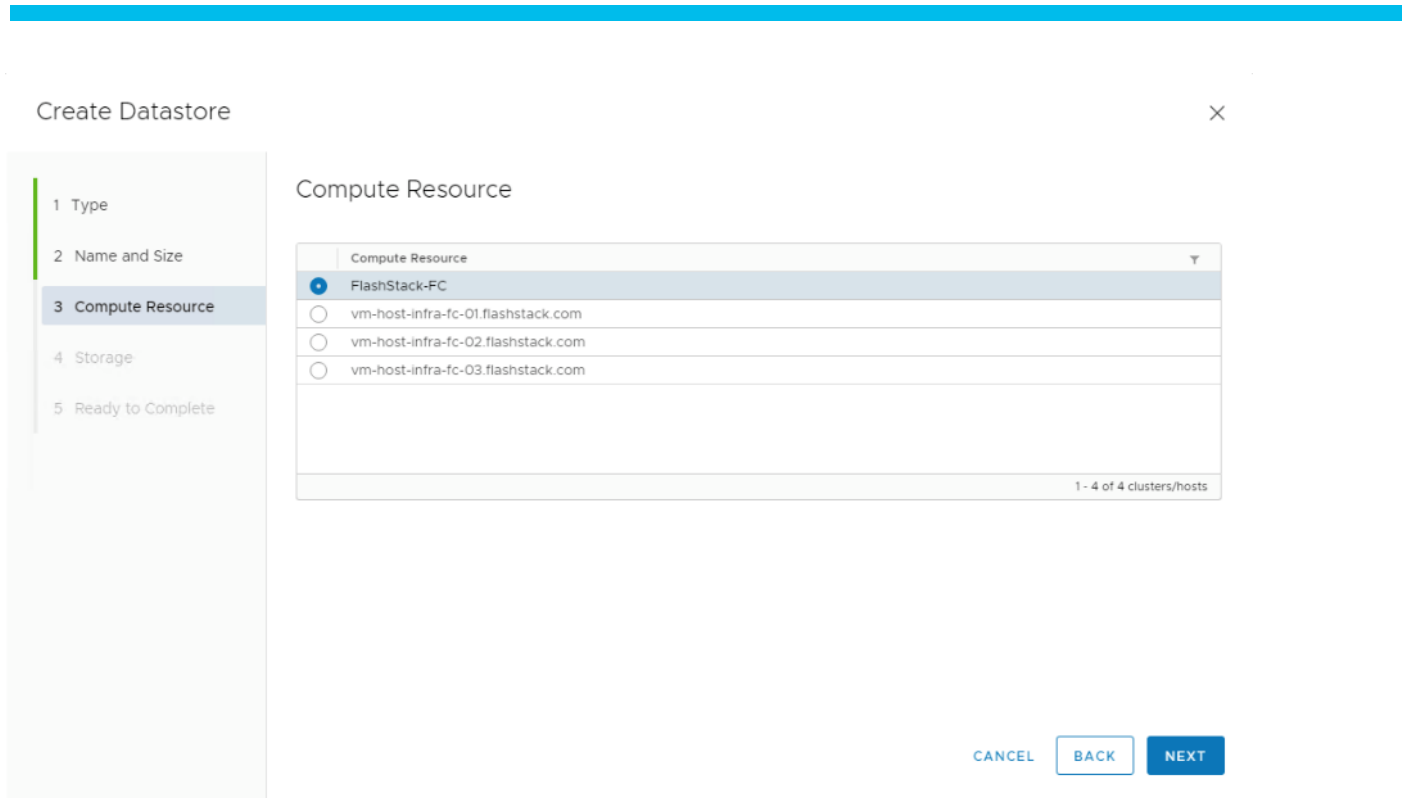 Create Datastore
1 Type
2 Name and Size
3 Compute Resource
4 Storage
5 Ready to Complete
Compute Resource
Compute Resource
FlashStack-FC
vm-host-infra-fc-01.flashstack.com
vm-host-infra-fc-02.flashstack.com
vm-host-infra-fc-03.flashstack.com
1 - 4 of 4 clusters/hosts
CANCEL BACK NEXT